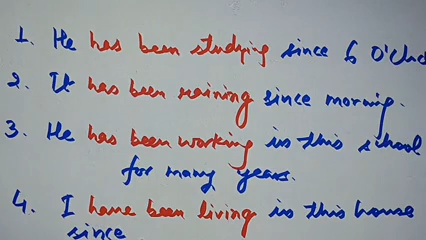 1. He has been studying since 6 O'Cloc
2. It has been raining since morning.
3. He has been working in this school
for many years.
4. I have been living in this house
since